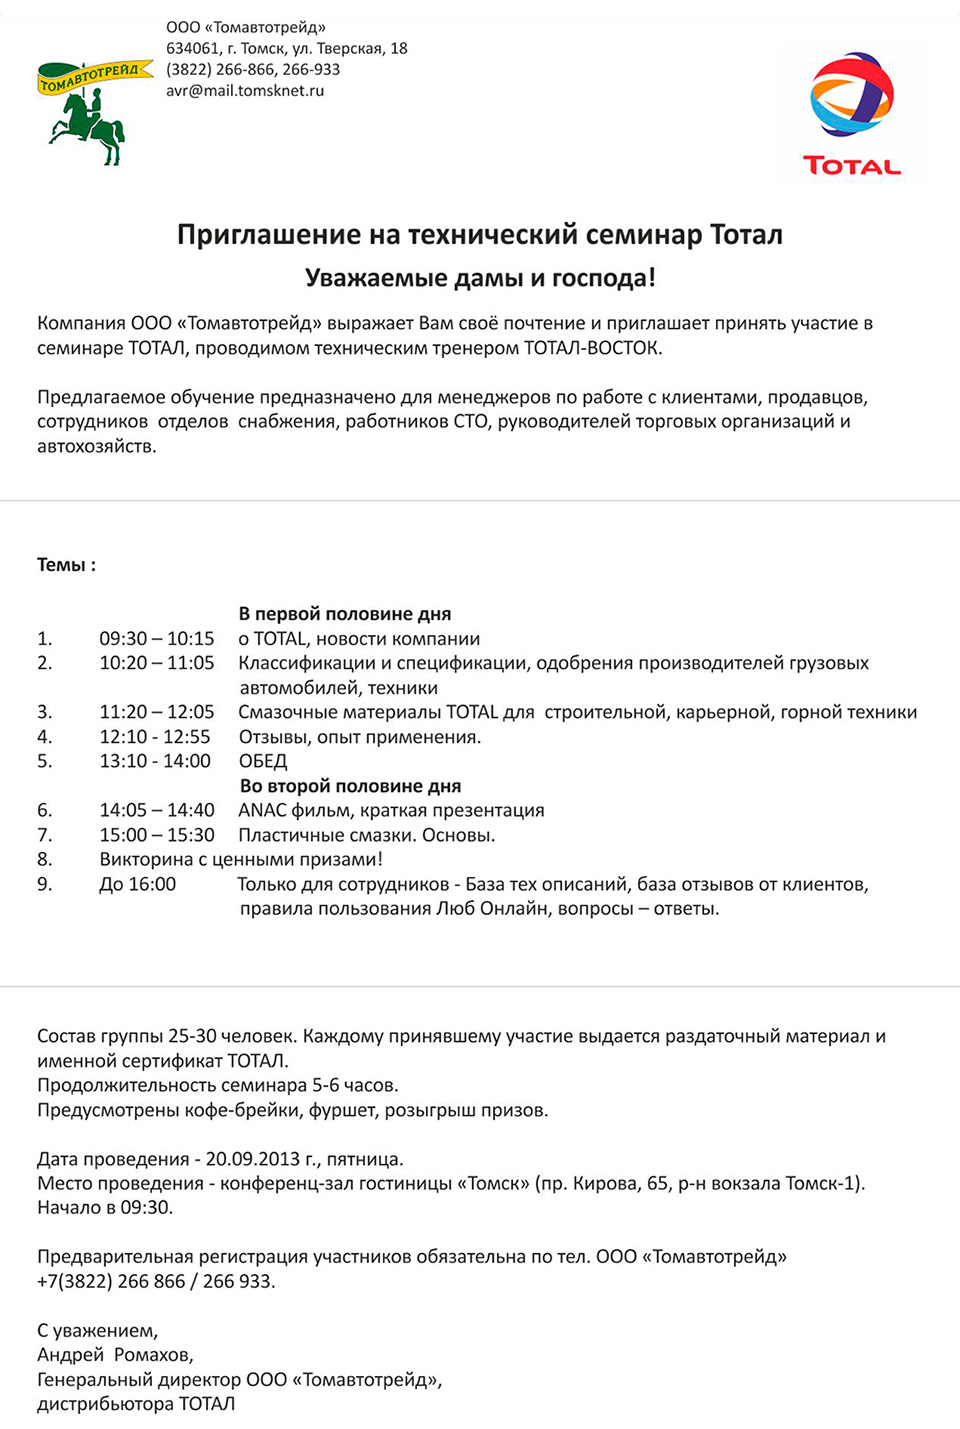 ООО «Томавтотрейд»
634061, г. Томск, ул. Тверская, 18
(3822) 266-866, 266-933
avr@mail.tomsknet.ru
ТОМАВТОТРЕЙД
TOTAL
Приглашение на технический семинар Тотал
Уважаемые дамы и господа!
Компания ООО «Томавтотрейд» выражает Вам своё почтение и приглашает принять участие в
семинаре ТОТАЛ, проводимом техническим тренером ТОТАЛ-ВОСТОК.
Предлагаемое обучение предназначено для менеджеров по работе с клиентами, продавцов,
сотрудников отделов снабжения, работников СТО, руководителей торговых организаций и
автохозяйств.
Темы :
В первой половине дня
1. 09:30 – 10:15 о TOTAL, новости компании
2. 10:20 – 11:05 Классификации и спецификации, одобрения производителей грузовых
автомобилей, техники
3. 11:20 – 12:05 Смазочные материалы TOTAL для строительной, карьерной, горной техники
4. 12:10 - 12:55 Отзывы, опыт применения.
5. 13:10 - 14:00 ОБЕД
Во второй половине дня
6. 14:05 – 14:40 ANAC фильм, краткая презентация
7. 15:00 – 15:30 Пластичные смазки. Основы.
8. Викторина с ценными призами!
9. До 16:00 Только для сотрудников - База тех описаний, база отзывов от клиентов,
правила пользования Люб Онлайн, вопросы – ответы.
Состав группы 25-30 человек. Каждому принявшему участие выдается раздаточный материал и
именной сертификат ТОТАЛ.
Продолжительность семинара 5-6 часов.
Предусмотрены кофе-брейки, фуршет, розыгрыш призов.
Дата проведения - 20.09.2013 г., пятница.
Место проведения - конференц-зал гостиницы «Томск» (пр. Кирова, 65, р-н вокзала Томск-1).
Начало в 09:30.
Предварительная регистрация участников обязательна по тел. ООО «Томавтотрейд»
+7(3822) 266 866 / 266 933.
С уважением,
Андрей Ромахов,
Генеральный директор ООО «Томавтотрейд»,
дистрибьютора ТОТАЛ